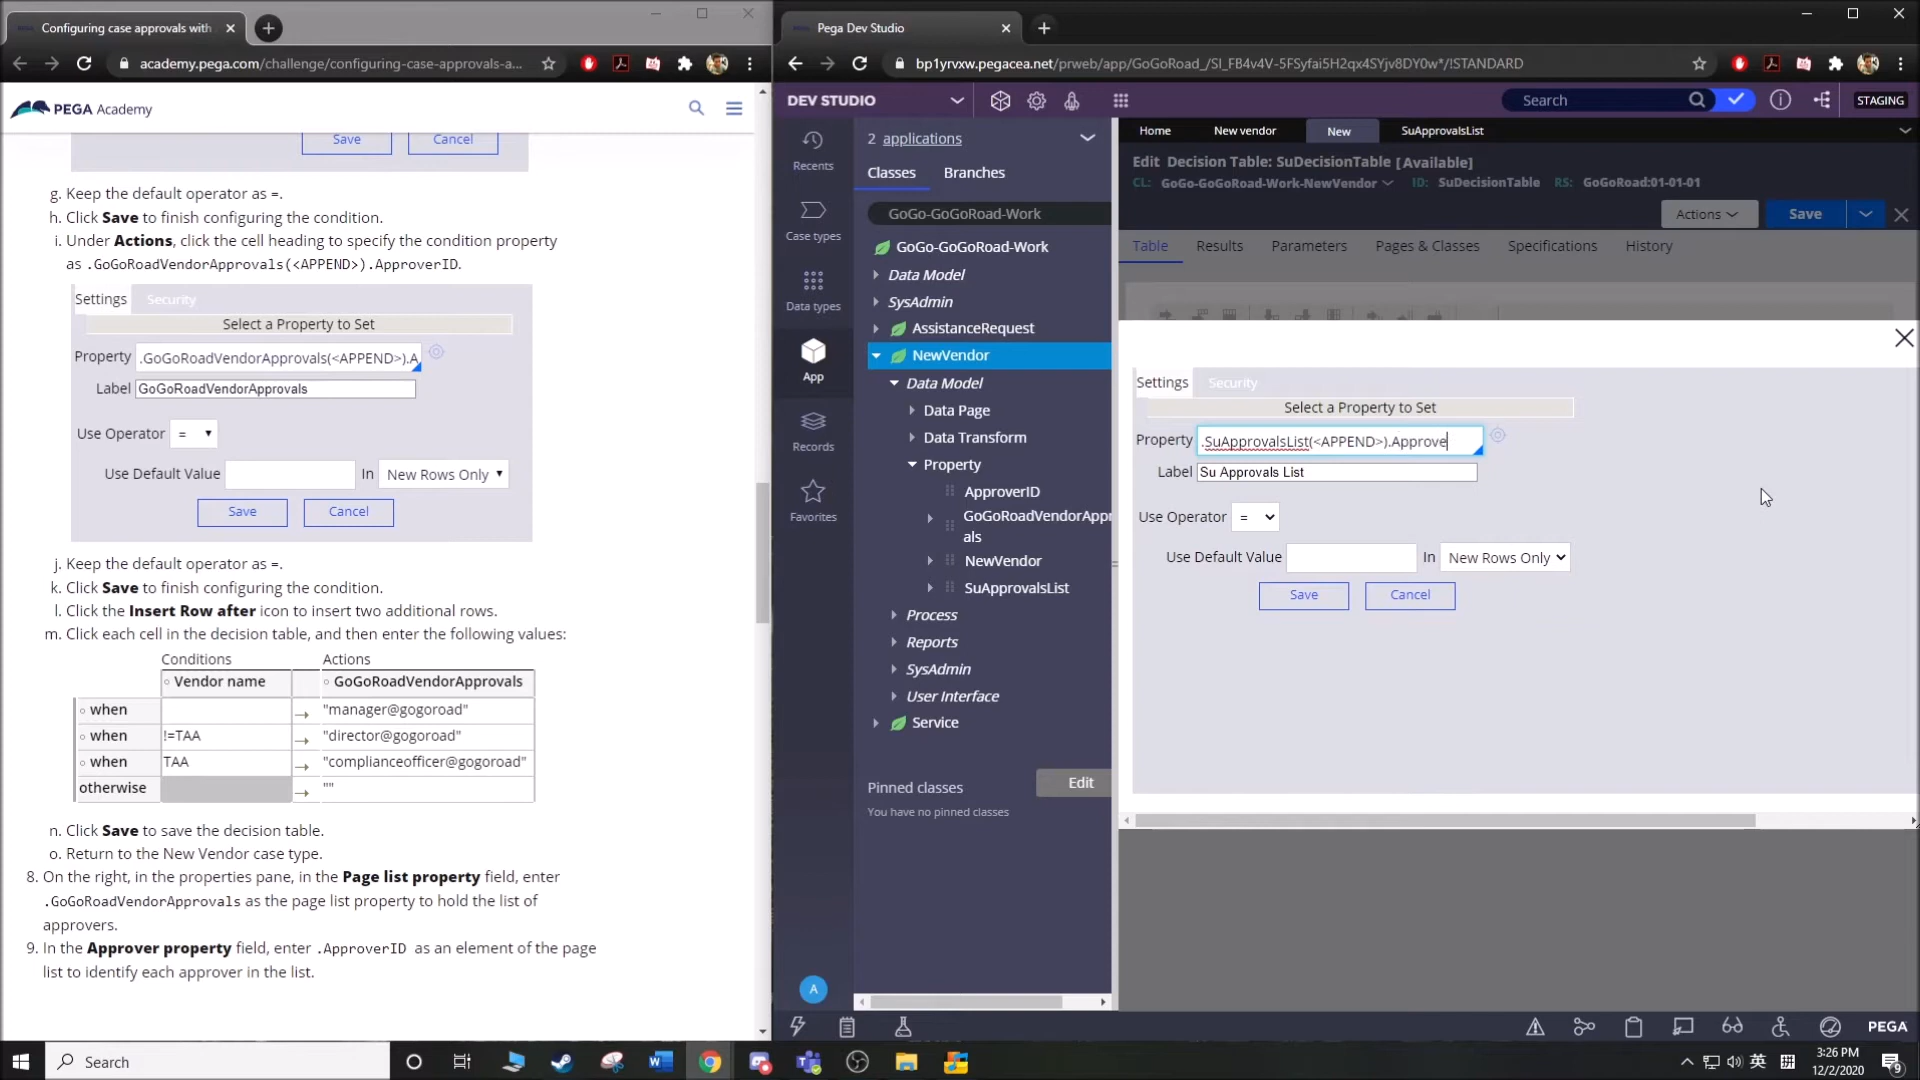 Configuring case approvals with
academy.pega.com/challenge/configuring-case-approvals-a...
PEGA Academy
Save
Cancel
g. Keep the default operator as =.
h. Click Save to finish configuring the condition.
i. Under Actions, click the cell heading to specify the condition property
as .GoGoRoadVendorApprovals(<APPEND>).ApproverID.
Settings
Security
Select a Property to Set
Property .GoGoRoadVendorApprovals(<APPEND>).A
Label GoGoRoadVendorApprovals
Use Operator =
Use Default Value In New Rows Only
Save
Cancel
j. Keep the default operator as =.
k. Click Save to finish configuring the condition.
l. Click the Insert Row after icon to insert two additional rows.
m. Click each cell in the decision table, and then enter the following values:
Conditions Actions
Vendor name GoGoRoadVendorApprovals
when "manager@gogoroad"
when !=TAA "director@gogoroad"
when TAA "complianceofficer@gogoroad"
otherwise ""
n. Click Save to save the decision table.
o. Return to the New Vendor case type.
8. On the right, in the properties pane, in the Page list property field, enter
.GoGoRoadVendorApprovals as the page list property to hold the list of
approvers.
9. In the Approver property field, enter .ApproverID as an element of the page
list to identify each approver in the list.
Pega Dev Studio
bp1yrvxw.pegacea.net/prweb/app/GoGoRoad_/SI_FB4v4V-5FSyfai5H2qx4SYjv8DY0w*/!STANDARD
DEV STUDIO
Search
STAGING
Recents
Case types
Data types
App
Records
Favorites
A
2 applications
Classes
Branches
GoGo-GoGoRoad-Work
GoGo-GoGoRoad-Work
Data Model
SysAdmin
AssistanceRequest
NewVendor
Data Model
Data Page
Data Transform
Property
ApproverID
GoGoRoadVendorAppr
als
NewVendor
SuApprovalsList
Process
Reports
SysAdmin
User Interface
Service
Pinned classes
Edit
You have no pinned classes
Home
New vendor
New
SuApprovalsList
Edit Decision Table: SuDecisionTable [Available]
CL: GoGo-GoGoRoad-Work-NewVendor ID: SuDecisionTable RS: GoGoRoad:01-01-01
Actions
Save
Table
Results
Parameters
Pages & Classes
Specifications
History
Settings
Security
Select a Property to Set
Property .SuApprovalsList(<APPEND>).Approve
Label Su Approvals List
Use Operator =
Use Default Value In New Rows Only
Save
Cancel
PEGA
Search
英
拼
3:26 PM
12/2/2020
9